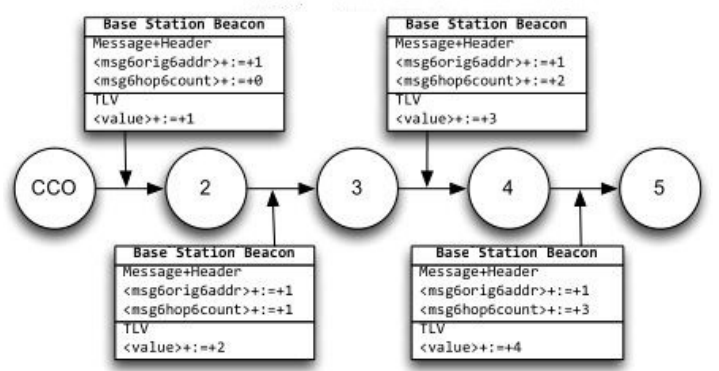 Base Station Beacon
Message+Header
<msg6orig6addr>+:=+1
<msg6hop6count>+:=+0
TLV
<value>+:=+1
Base Station Beacon
Message+Header
<msg6orig6addr>+:=+1
<msg6hop6count>+:=+2
TLV
<value>+:=+3
CCO
2
3
4
5
Base Station Beacon
Message+Header
<msg6orig6addr>+:=+1
<msg6hop6count>+:=+1
TLV
<value>+:=+2
Base Station Beacon
Message+Header
<msg6orig6addr>+:=+1
<msg6hop6count>+:=+3
TLV
<value>+:=+4